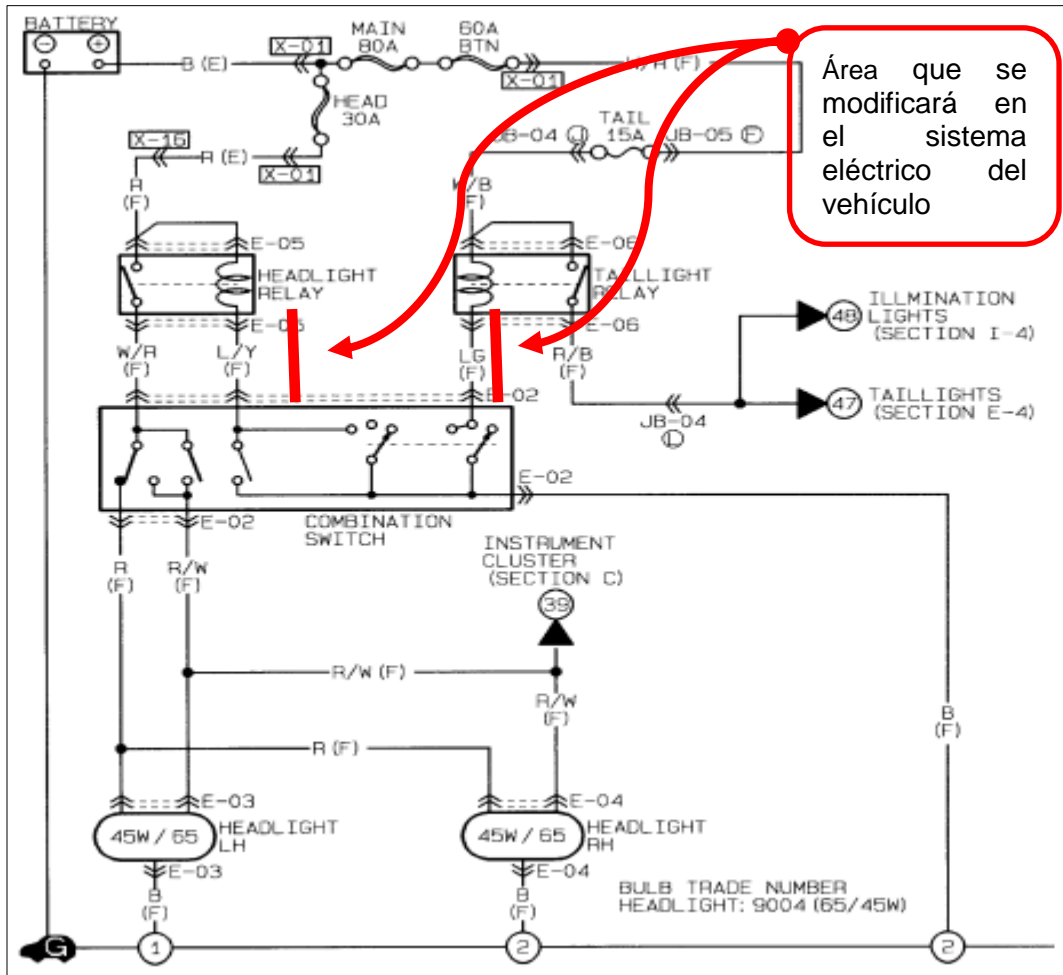 BATTERY
MAIN
80A
60A
BTN
X-01
B (E)
X-01
W/R (F)
HEAD
30A
TAIL
15A
JB-04 J
JB-05 F
X-16
R (E)
X-01
R
(F)
W/B
(F)
E-05
E-06
HEADLIGHT
RELAY
TAILLIGHT
RELAY
E-05
E-06
W/R
(F)
L/Y
(F)
LG
(F)
R/B
(F)
E-02
JB-04
L
48
ILLMINATION
LIGHTS
(SECTION I-4)
47
TAILLIGHTS
(SECTION E-4)
E-02
E-02
COMBINATION
SWITCH
INSTRUMENT
CLUSTER
(SECTION C)
39
R
(F)
R/W
(F)
R/W (F)
R/W
(F)
R (F)
B
(F)
E-03
E-04
45W / 65
HEADLIGHT
LH
45W / 65
HEADLIGHT
RH
E-03
E-04
B
(F)
B
(F)
BULB TRADE NUMBER
HEADLIGHT: 9004 (65/45W)
G
1
2
2
Área que se
modificará en
el sistema
eléctrico del
vehículo